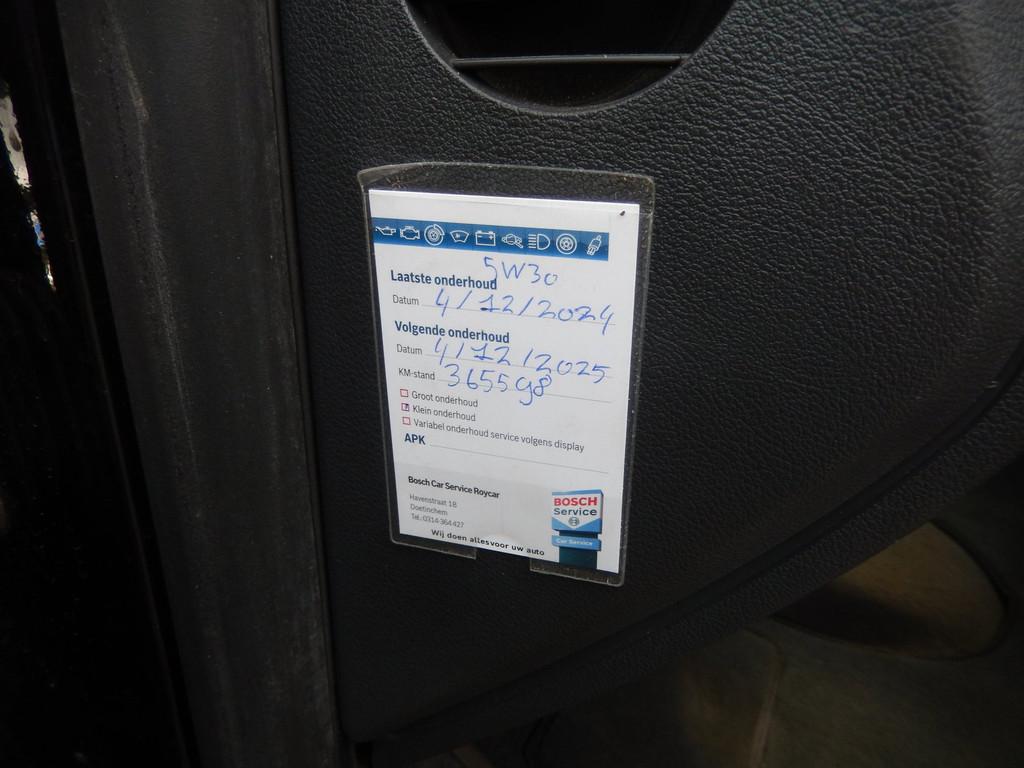 5W30
Laatste onderhoud
Datum 4/12/2024
Volgende onderhoud
Datum 4/12/2025
KM-stand 365598
Groot onderhoud
Klein onderhoud
Variabel onderhoud service volgens display
APK
Bosch Car Service Roycar
Havenstraat 18
Doetinchem
Tel.: 0314-364427
Wij doen allesvoor uw auto
BOSCH
Service
Car Service